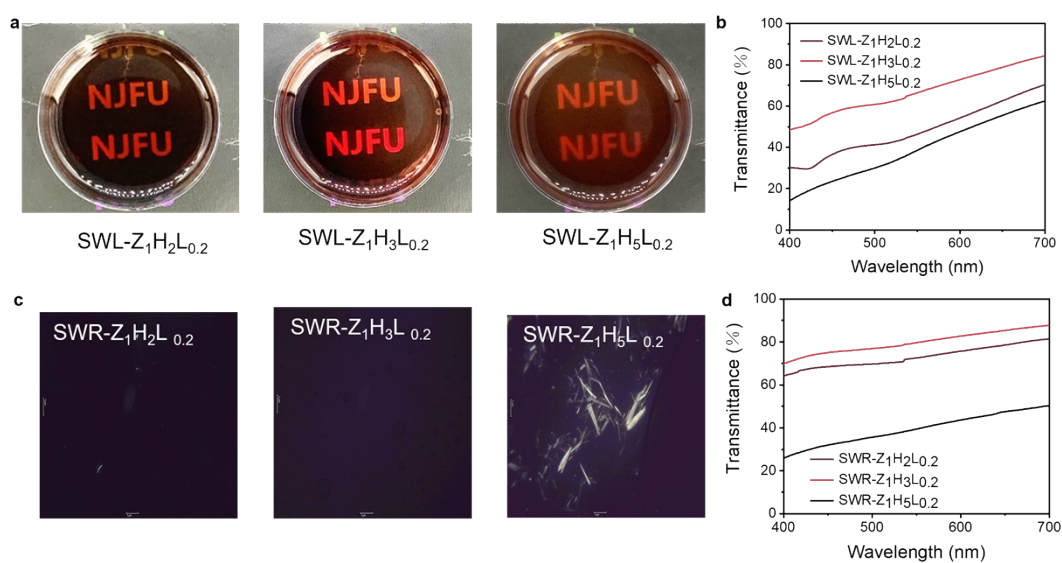 a
NJFU
NJFU
SWL-Z₁H₂L₀.₂
NJFU
NJFU
SWL-Z₁H₃L₀.₂
NJFU
NJFU
SWL-Z₁H₅L₀.₂
b
100
80
60
40
20
0
Transmittance (%)
SWL-Z₁H₂L₀.₂
SWL-Z₁H₃L₀.₂
SWL-Z₁H₅L₀.₂
400 500 600 700
Wavelength (nm)
c
SWR-Z₁H₂L ₀.₂
SWR-Z₁H₃L ₀.₂
SWR-Z₁H₅L ₀.₂
d
100
80
60
40
20
0
Transmittance (%)
SWR-Z₁H₂L₀.₂
SWR-Z₁H₃L₀.₂
SWR-Z₁H₅L₀.₂
400 500 600 700
Wavelength (nm)